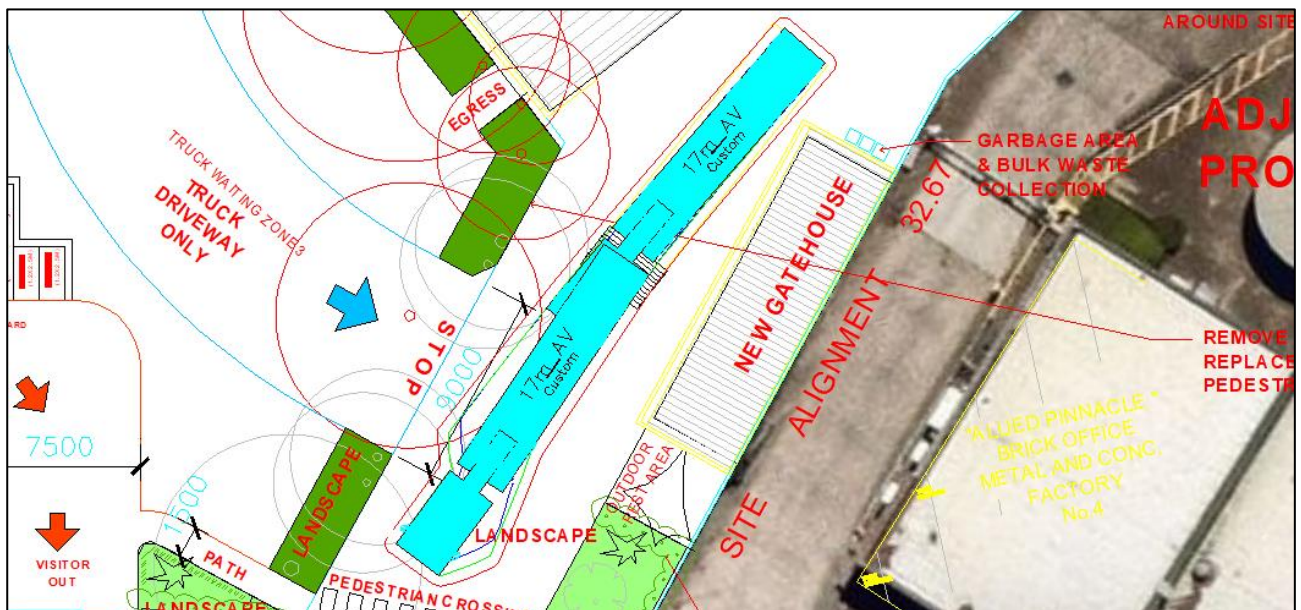 AROUND SITE
ADJ
PRO
EGRESS
17m AV
Custom
GARBAGE AREA
& BULK WASTE
COLLECTION
32.67
TRUCK WAITING ZONE3
TRUCK
DRIVEWAY
ONLY
NEW GATEHOUSE
STOP
9000
17m AV
Custom
SITE ALIGNMENT
REMOVE
REPLACE
PEDESTR
"ALLIED PINNACLE"
BRICK OFFICE
METAL AND CONC.
FACTORY
No.4
ARD
7500
1500
LANDSCAPE
OUTDOOR
REST AREA
LANDSCAPE
VISITOR
OUT
PATH
PEDESTRIAN CROSSI
LANDSCAPE